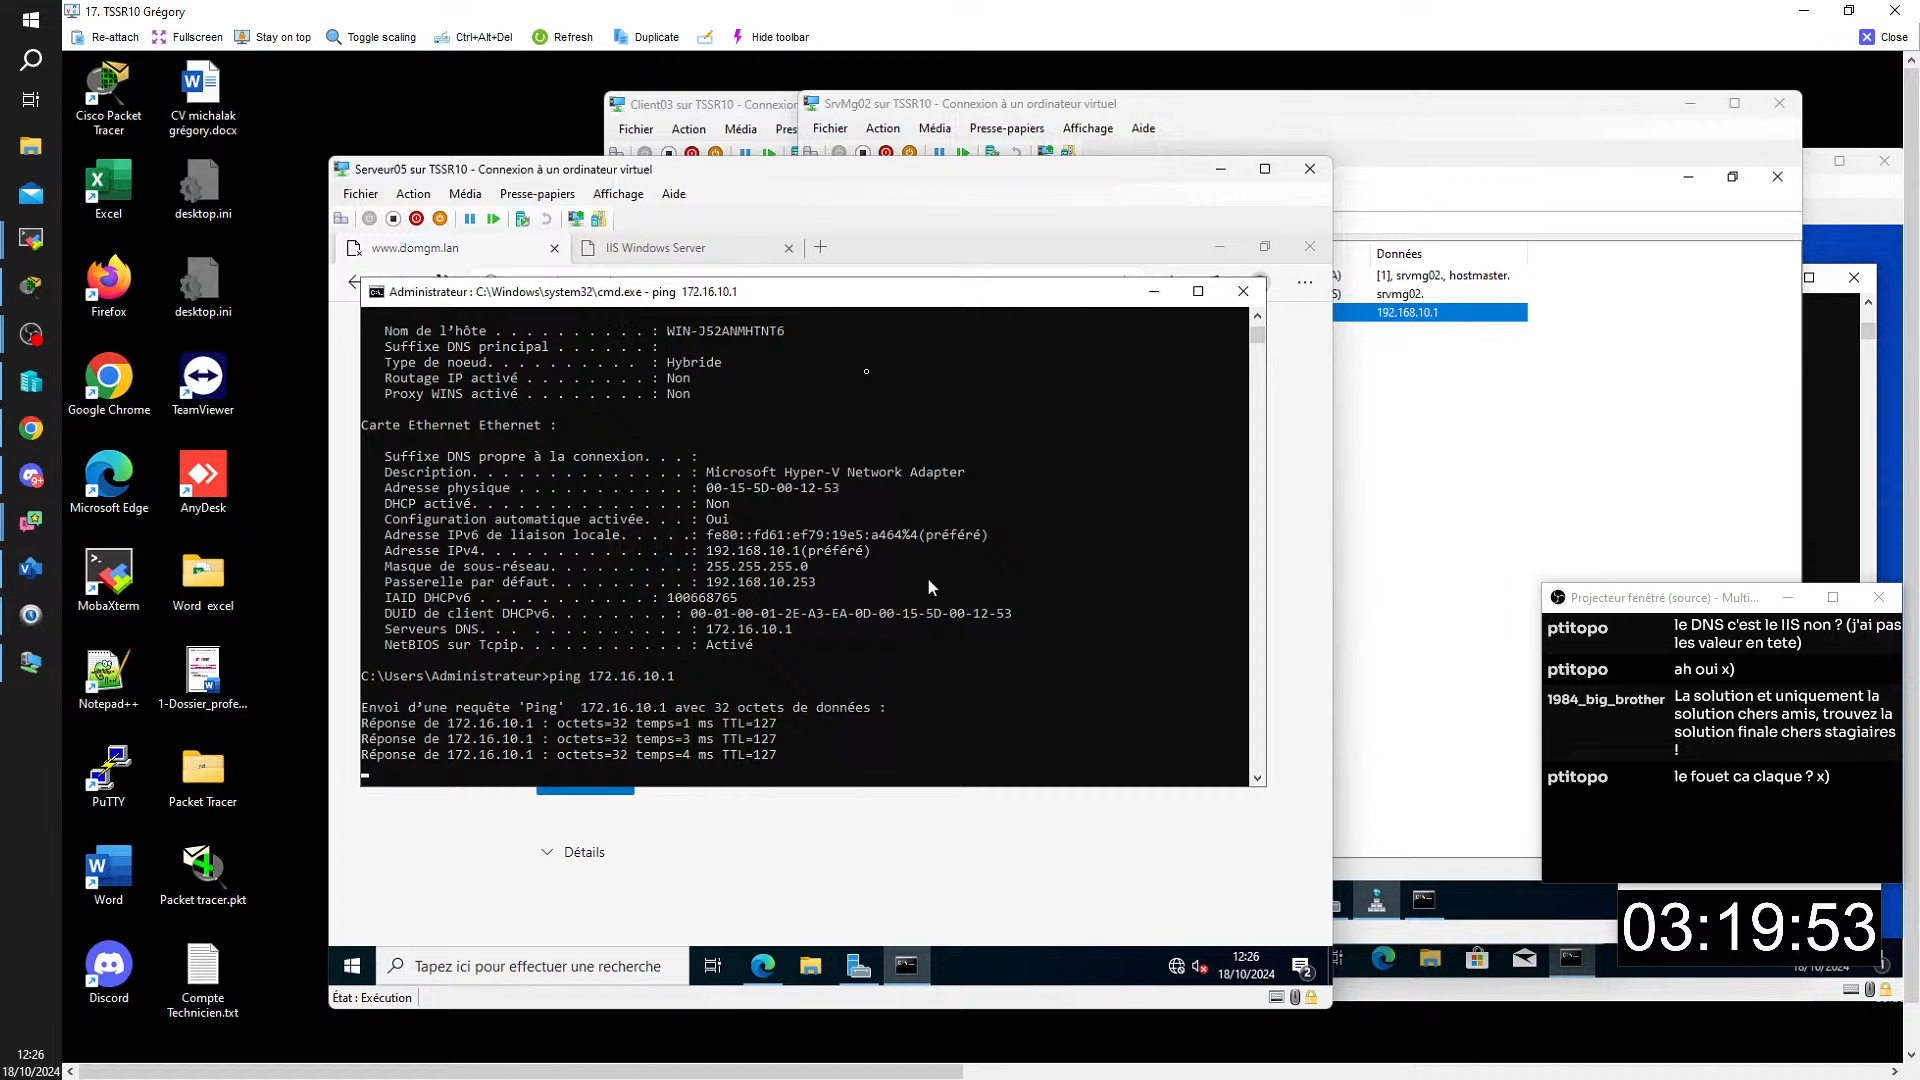 17. TSSR10 Grégory
Re-attach
Fullscreen
Stay on top
Toggle scaling
Ctrl+Alt+Del
Refresh
Duplicate
Hide toolbar
Close
Cisco Packet
Tracer
CV michalak
grégory.docx
Excel
desktop.ini
Firefox
desktop.ini
Google Chrome
TeamViewer
Microsoft Edge
AnyDesk
MobaXterm
Word excel
Notepad++
1-Dossier_profe...
PuTTY
Packet Tracer
Word
Packet tracer.pkt
Discord
Compte
Technicien.txt
12:26
18/10/2024
Client03 sur TSSR10 - Connexion
Fichier Action Média
SrvMg02 sur TSSR10 - Connexion à un ordinateur virtuel
Fichier Action Média Presse-papiers Affichage Aide
Serveur05 sur TSSR10 - Connexion à un ordinateur virtuel
Fichier Action Média Presse-papiers Affichage Aide
www.domgm.lan
IIS Windows Server
Administrateur : C:\Windows\system32\cmd.exe - ping 172.16.10.1
Nom de l'hôte . . . . . . . . . . : WIN-J52ANMHTNT6
Suffixe DNS principal . . . . . . :
Type de noeud. . . . . . . . . . : Hybride
Routage IP activé . . . . . . . . : Non
Proxy WINS activé . . . . . . . . : Non
Carte Ethernet Ethernet :
Suffixe DNS propre à la connexion. . . :
Description. . . . . . . . . . . . . . : Microsoft Hyper-V Network Adapter
Adresse physique . . . . . . . . . . . : 00-15-5D-00-12-53
DHCP activé. . . . . . . . . . . . . . : Non
Configuration automatique activée. . . : Oui
Adresse IPv6 de liaison locale. . . . .: fe80::fd61:ef79:19e5:a464%4(préféré)
Adresse IPv4. . . . . . . . . . . . . .: 192.168.10.1(préféré)
Masque de sous-réseau. . . . . . . . . : 255.255.255.0
Passerelle par défaut. . . . . . . . . : 192.168.10.253
IAID DHCPv6 . . . . . . . . . . . : 100668765
DUID de client DHCPv6. . . . . . . . : 00-01-00-01-2E-A3-EA-0D-00-15-5D-00-12-53
Serveurs DNS. . . . . . . . . . . . . : 172.16.10.1
NetBIOS sur Tcpip. . . . . . . . . . . : Activé
C:\Users\Administrateur>ping 172.16.10.1
Envoi d'une requête 'Ping' 172.16.10.1 avec 32 octets de données :
Réponse de 172.16.10.1 : octets=32 temps=1 ms TTL=127
Réponse de 172.16.10.1 : octets=32 temps=3 ms TTL=127
Réponse de 172.16.10.1 : octets=32 temps=4 ms TTL=127
Détails
Tapez ici pour effectuer une recherche
12:26
18/10/2024
2
État : Exécution
Données
[1], srvmg02., hostmaster.
srvmg02.
192.168.10.1
Projecteur fenêtré (source) - Multi...
ptitopo le DNS c'est le IIS non ? (j'ai pas
les valeur en tete)
ptitopo ah oui x)
1984_big_brother La solution et uniquement la
solution chers amis, trouvez la
solution finale chers stagiaires
!
ptitopo le fouet ca claque ? x)
03:19:53
18/10/2024